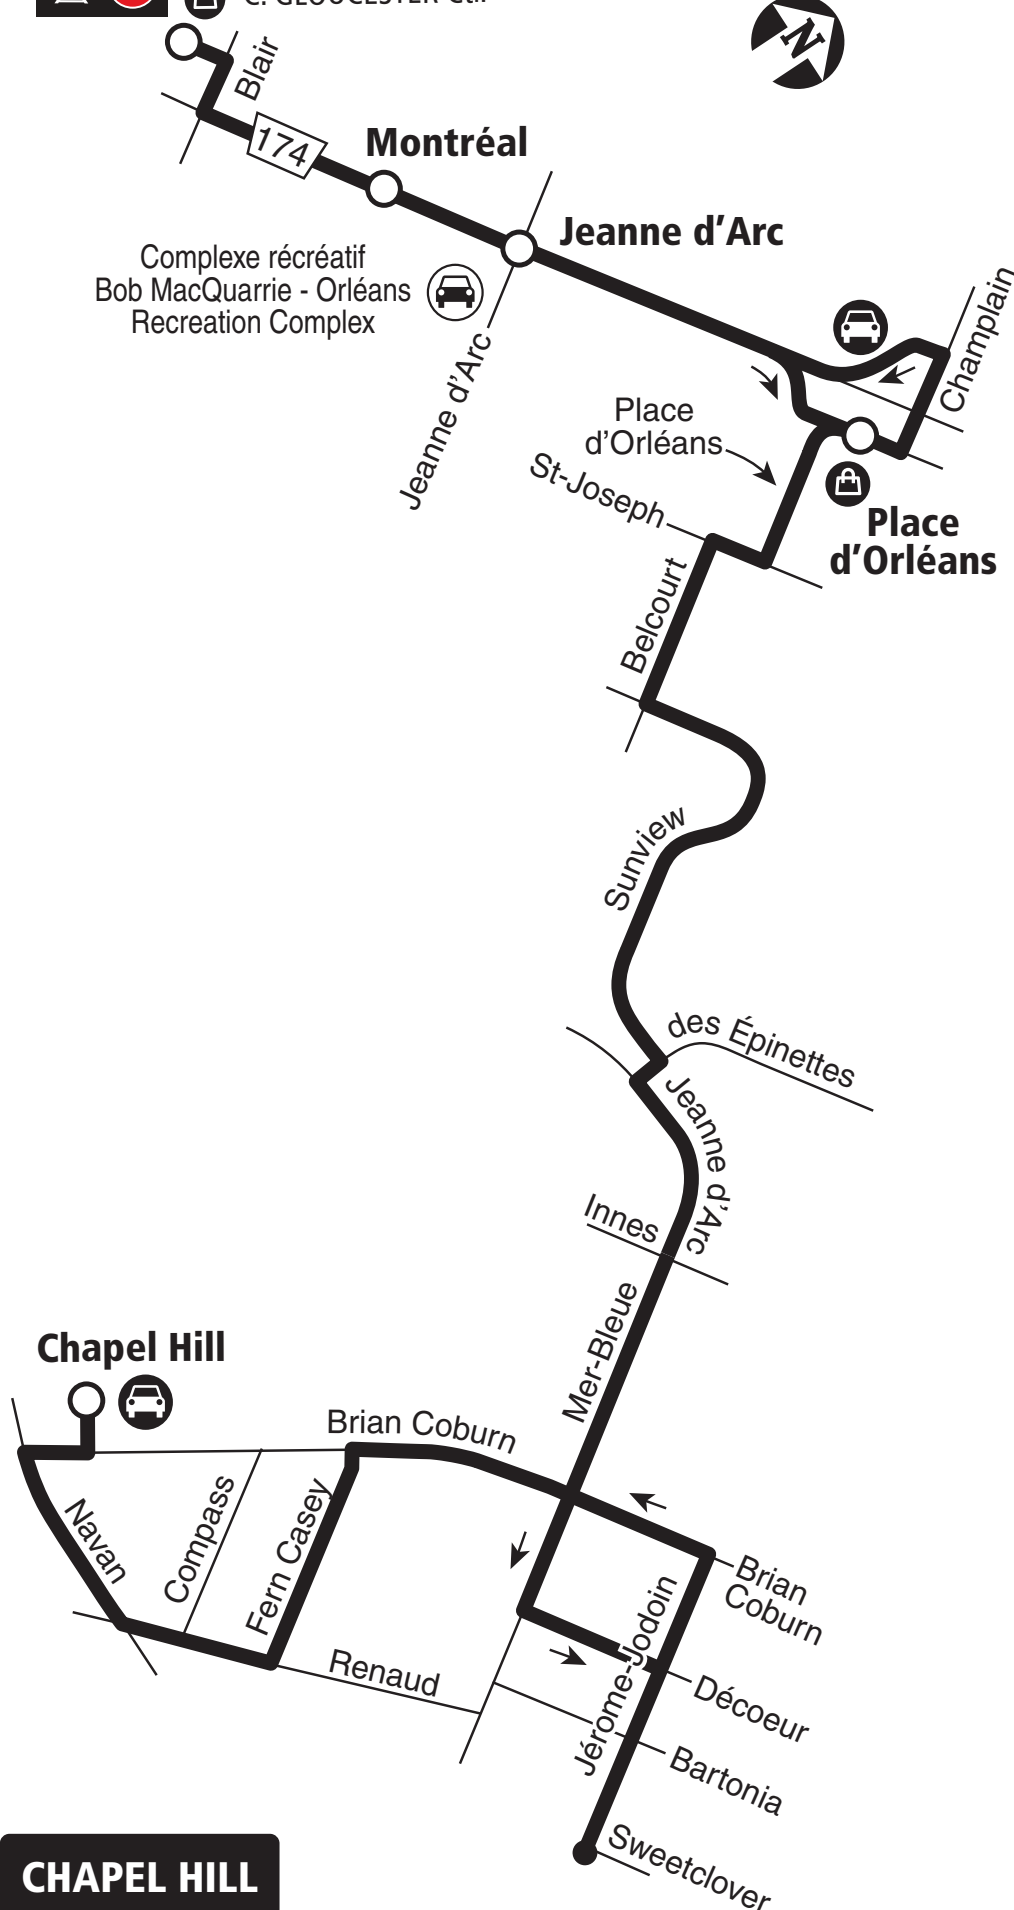 C. GLOUCESTER Ctr.
N
Blair
174
Montréal
Jeanne d'Arc
Complexe récréatif
Bob MacQuarrie - Orléans
Recreation Complex
Jeanne d'Arc
Champlain
Place
d'Orléans
St-Joseph
Place
d'Orléans
Belcourt
Sunview
des Épinettes
Jeanne d'Arc
Innes
Mer-Bleue
Chapel Hill
Brian Coburn
Navan
Compass
Fern Casey
Renaud
Brian
Coburn
Jérome-Jodoin
Décoeur
Bartonia
Sweetclover
CHAPEL HILL